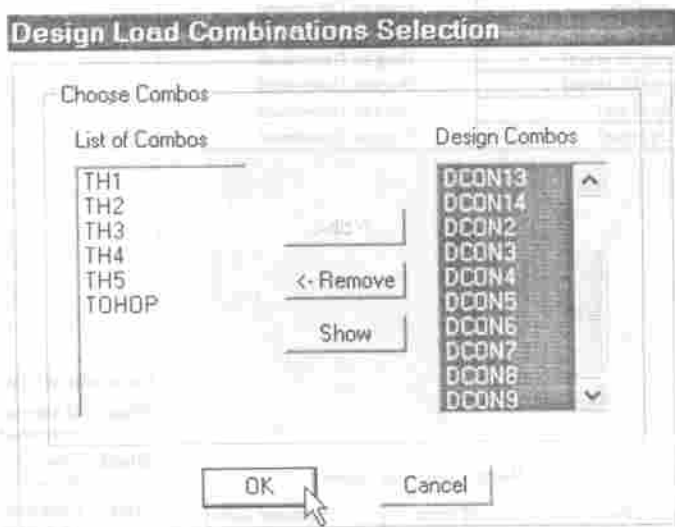 Design Load Combinations Selection
Choose Combos
List of Combos
TH1
TH2
TH3
TH4
TH5
TOHOP
<- Remove
Show
Design Combos
DCON13
DCON14
DCON2
DCON3
DCON4
DCON5
DCON6
DCON7
DCON8
DCON9
OK
Cancel